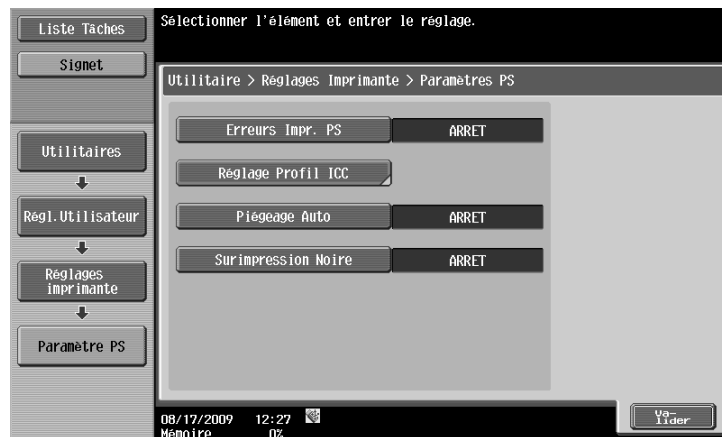 Liste Tâches
Signet
Sélectionner l'élément et entrer le réglage.
Utilitaire > Réglages Imprimante > Paramètres PS
Utilitaires
Régl.Utilisateur
Réglages
imprimante
Paramètre PS
Erreurs Impr. PS ARRET
Réglage Profil ICC
Piégeage Auto ARRET
Surimpression Noire ARRET
08/17/2009 12:27
Mémoire 0%
Va-
lider